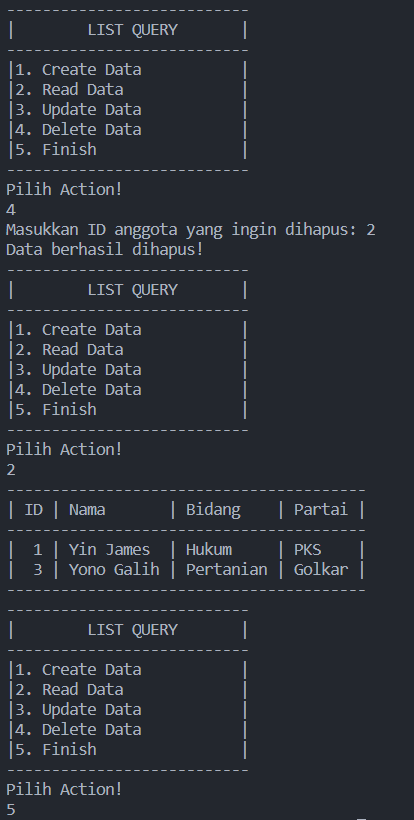 ---------------------------
|        LIST QUERY       |
---------------------------
|1. Create Data           |
|2. Read Data             |
|3. Update Data           |
|4. Delete Data           |
|5. Finish                |
---------------------------
Pilih Action!
4
Masukkan ID anggota yang ingin dihapus: 2
Data berhasil dihapus!
---------------------------
|        LIST QUERY       |
---------------------------
|1. Create Data           |
|2. Read Data             |
|3. Update Data           |
|4. Delete Data           |
|5. Finish                |
---------------------------
Pilih Action!
2
----------------------------------------
| ID | Nama       | Bidang    | Partai |
----------------------------------------
|  1 | Yin James  | Hukum     | PKS    |
|  3 | Yono Galih | Pertanian | Golkar |
----------------------------------------
---------------------------
|        LIST QUERY       |
---------------------------
|1. Create Data           |
|2. Read Data             |
|3. Update Data           |
|4. Delete Data           |
|5. Finish                |
---------------------------
Pilih Action!
5